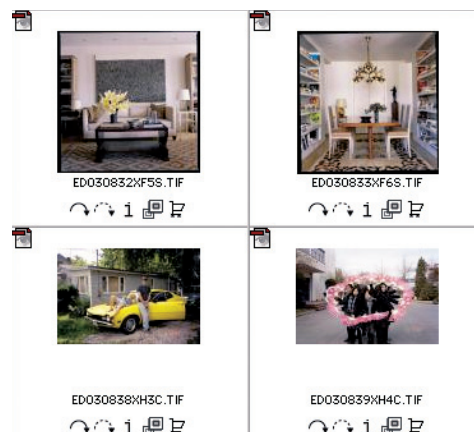 ED030832XF5S.TIF
ED030833XF6S.TIF
i
i
ED030838XH3C.TIF
ED030839XH4C.TIF
i
i